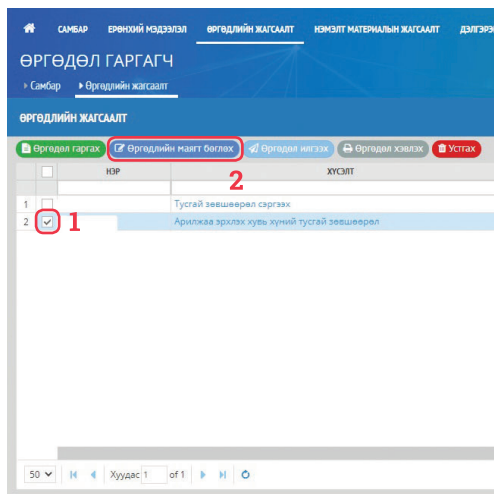 САМБАР ЕРӨНХИЙ МЭДЭЭЛЭЛ ӨРГӨДЛИЙН ЖАГСААЛТ НЭМЭЛТ МАТЕРИАЛЫН ЖАГСААЛТ ДЭЛГЭРЭ
ӨРГӨДӨЛ ГАРГАГЧ
Самбар Өргөдлийн жагсаалт
ӨРГӨДЛИЙН ЖАГСААЛТ
Өргөдөл гаргах Өргөдлийн маягт бөглөх Өргөдөл илгээх Өргөдөл хэвлэх Устгах
НЭР ХҮСЭЛТ
2
1 Тусгай зөвшөөрөл сэргээх
2 1 Арилжаа эрхлэх хувь хүний тусгай зөвшөөрөл
50 Хуудас 1 of 1